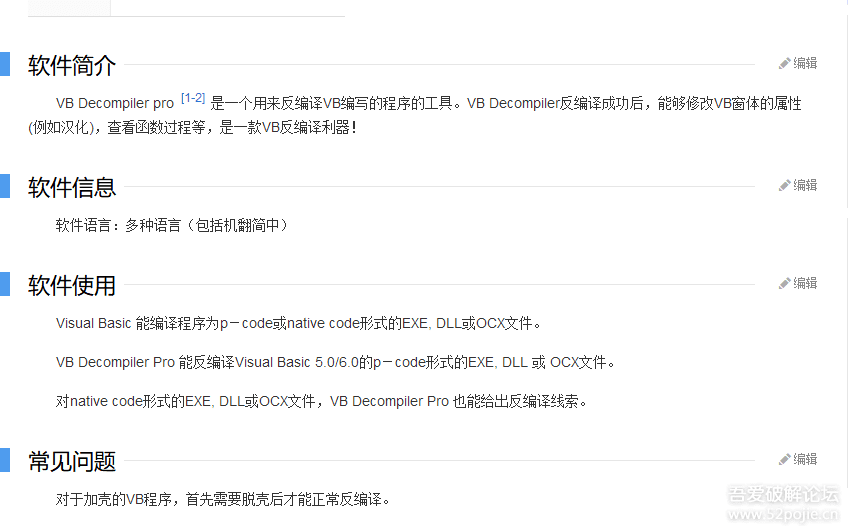 软件简介
编辑
VB Decompiler pro [1-2] 是一个用来反编译VB编写的程序的工具。VB Decompiler反编译成功后，能够修改VB窗体的属性
(例如汉化)，查看函数过程等，是一款VB反编译利器！
软件信息
编辑
软件语言：多种语言（包括机翻简中）
软件使用
编辑
Visual Basic 能编译程序为p－code或native code形式的EXE, DLL或OCX文件。
VB Decompiler Pro 能反编译Visual Basic 5.0/6.0的p－code形式的EXE, DLL 或 OCX文件。
对native code形式的EXE, DLL或OCX文件，VB Decompiler Pro 也能给出反编译线索。
常见问题
编辑
对于加壳的VB程序，首先需要脱壳后才能正常反编译。
吾爱破解论坛
www.52pojie.cn